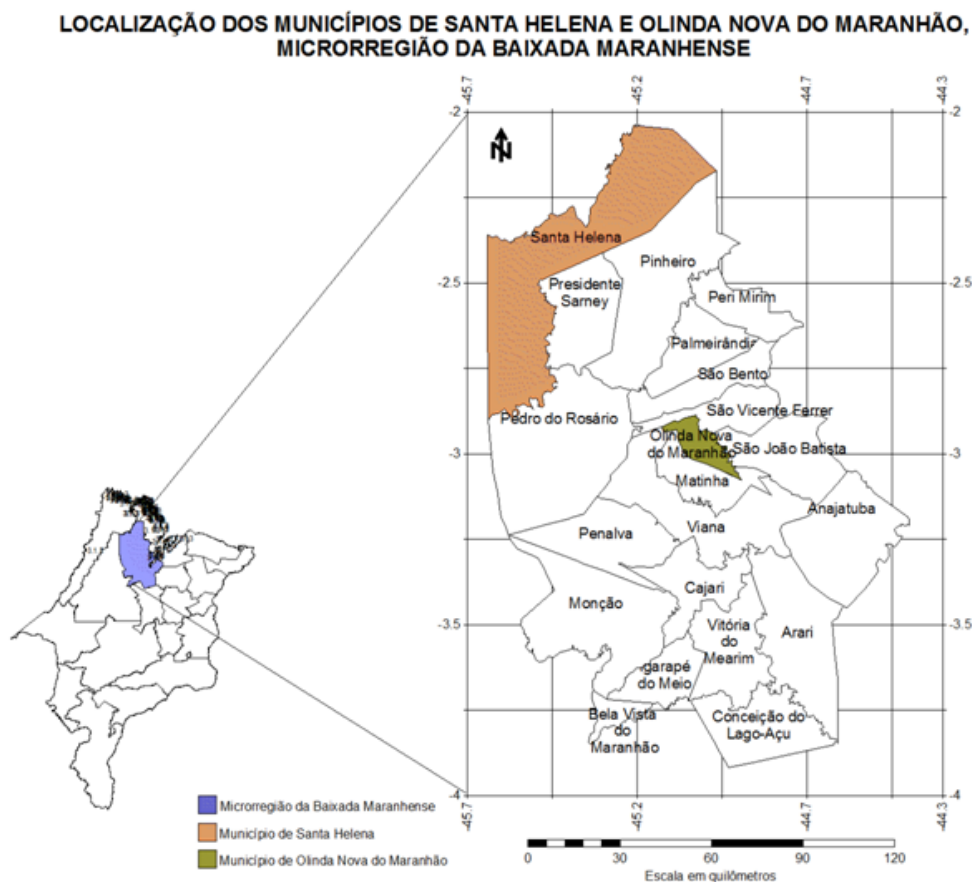 LOCALIZAÇÃO DOS MUNICÍPIOS DE SANTA HELENA E OLINDA NOVA DO MARANHÃO,
MICRORREGIÃO DA BAIXADA MARANHENSE
-45.7
-45.2
-44.7
-44.3
-2
-2
N
Santa Helena
Pinheiro
-2.5
-2.5
Presidente
Sarney
Peri Mirim
Palmeirândia
São Bento
Pedro do Rosário
São Vicente Ferrer
-3
-3
Olinda Nova
do Maranhão
São João Batista
Matinha
Anajatuba
Penalva
Viana
Cajari
Monção
-3.5
-3.5
Vitória
do
Mearim
Arari
garapé
do Meio
Bela Vista
do
Maranhão
Conceição do
Lago-Açu
-4
-4
-45.7
-45.2
-44.7
-44.3
Microrregião da Baixada Maranhense
Município de Santa Helena
Município de Olinda Nova do Maranhão
0
30
60
90
120
Escala em quilômetros